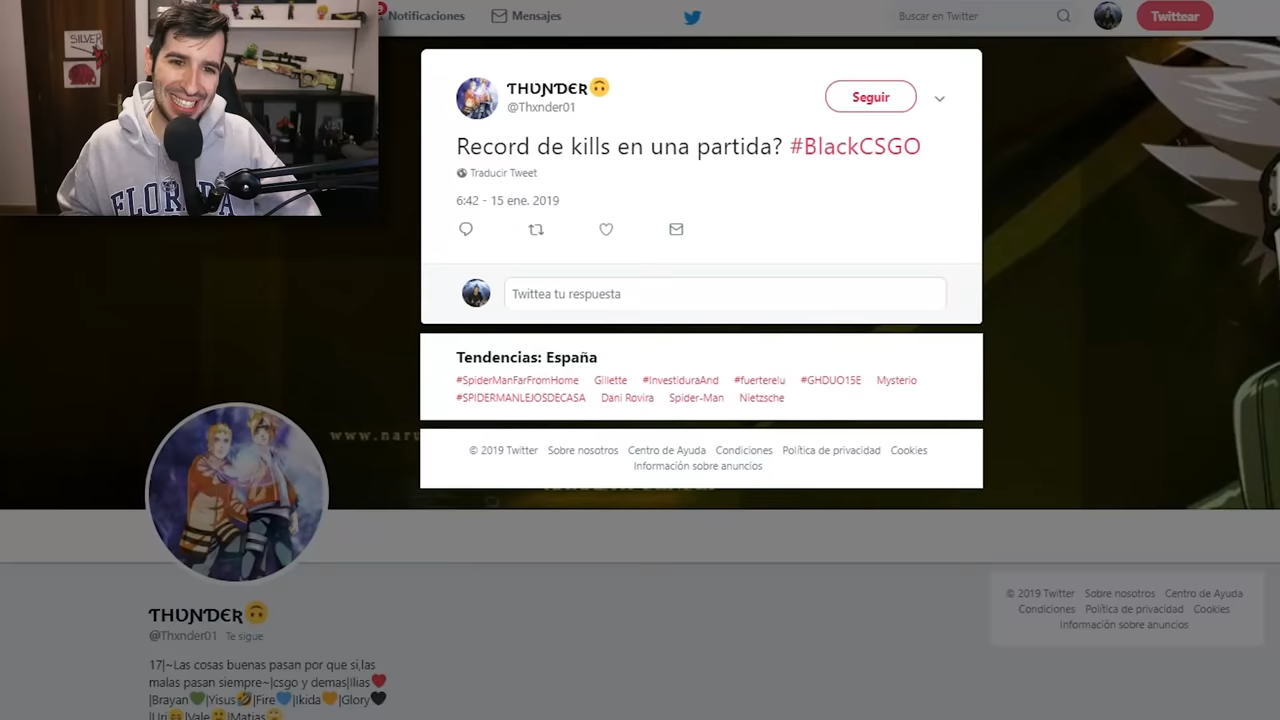 Notificaciones
Mensajes
Buscar en Twitter
Twittear
SILVER
FLORIDA
THUNDER🙃
@Thxnder01
Seguir
Record de kills en una partida? #BlackCSGO
Traducir Tweet
6:42 - 15 ene. 2019
Twittea tu respuesta
Tendencias: España
#SpiderManFarFromHome Gillette #InvestiduraAnd #fuerterelu #GHDUO15E Mysterio
#SPIDERMANLEJOSDECASA Dani Rovira Spider-Man Nietzsche
© 2019 Twitter Sobre nosotros Centro de Ayuda Condiciones Política de privacidad Cookies
Información sobre anuncios
www.naru
THUNDER🙃
@Thxnder01 Te sigue
17|~Las cosas buenas pasan por que si,las
malas pasan siempre~|csgo y demas|Ilias❤️
|Brayan💚|Yisus🤣|Fire💙|Ikida🧡|Glory🖤
|Uri|Vale|Matias
© 2019 Twitter Sobre nosotros Centro de Ayuda
Condiciones Política de privacidad Cookies
Información sobre anuncios